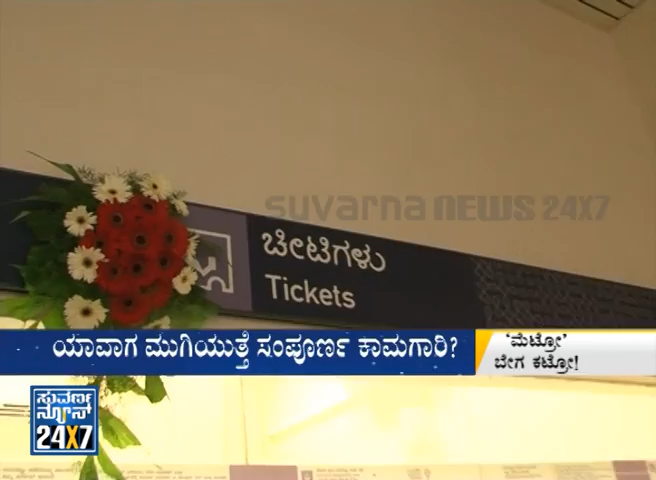 suvarna NEWS 24X7
ಚೀಟಿಗಳು
Tickets
ಯಾವಾಗ ಮುಗಿಯುತ್ತೆ ಸಂಪೂರ್ಣ ಕಾಮಗಾರಿ?
‘ಮೆಟ್ರೋ’
ಬೇಗ ಕಟ್ರೋ!
ಸುವರ್ಣ
ನ್ಯೂಸ್
24X7